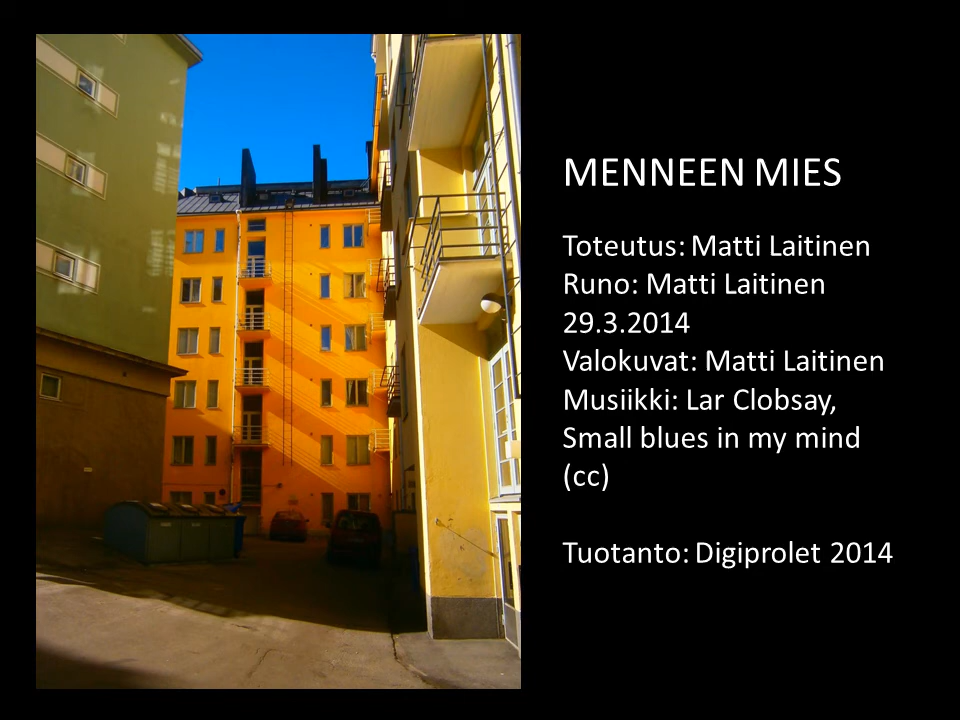 MENNEEN MIES
Toteutus: Matti Laitinen
Runo: Matti Laitinen
29.3.2014
Valokuvat: Matti Laitinen
Musiikki: Lar Clobsay,
Small blues in my mind
(cc)
Tuotanto: Digiprolet 2014